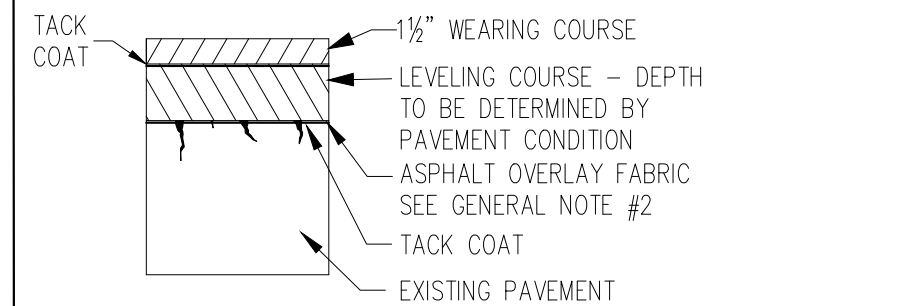 TACK
COAT
1½” WEARING COURSE
LEVELING COURSE – DEPTH
TO BE DETERMINED BY
PAVEMENT CONDITION
ASPHALT OVERLAY FABRIC
SEE GENERAL NOTE #2
TACK COAT
EXISTING PAVEMENT